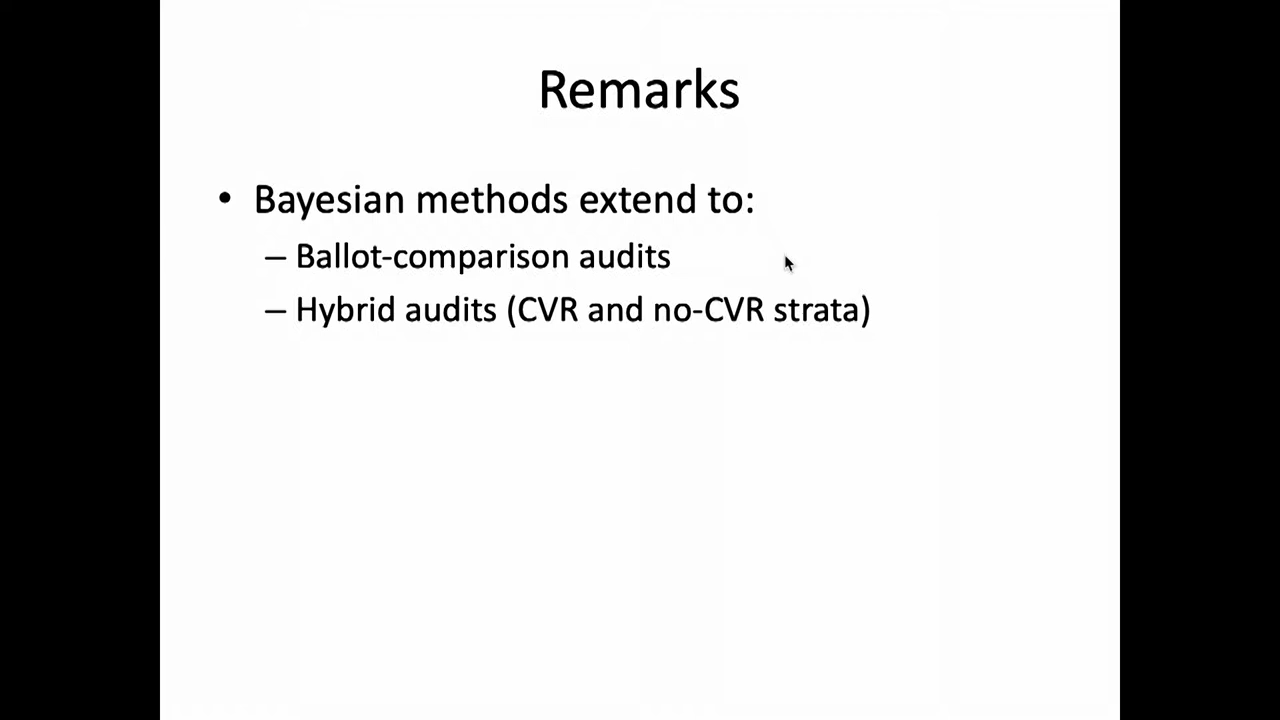 Remarks
• Bayesian methods extend to:
– Ballot-comparison audits
– Hybrid audits (CVR and no-CVR strata)